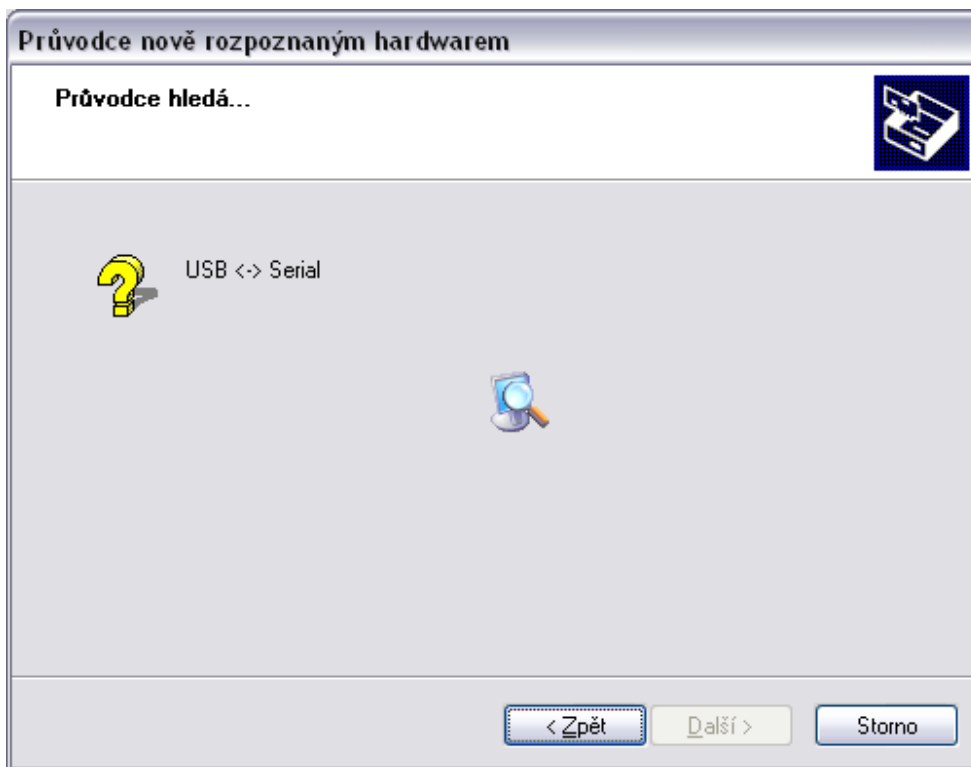 Průvodce nově rozpoznaným hardwarem
Průvodce hledá...
USB <-> Serial
< Zpět
Další >
Storno